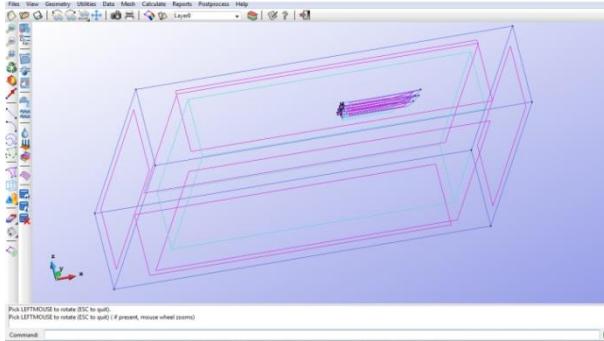 Files View Geometry Utilities Data Mesh Calculate Reports Postprocess Help
Layer0
z
y
x
Pick LEFTMOUSE to rotate (ESC to quit).
Pick LEFTMOUSE to rotate (ESC to quit) ( if present, mouse wheel zooms)
Command: